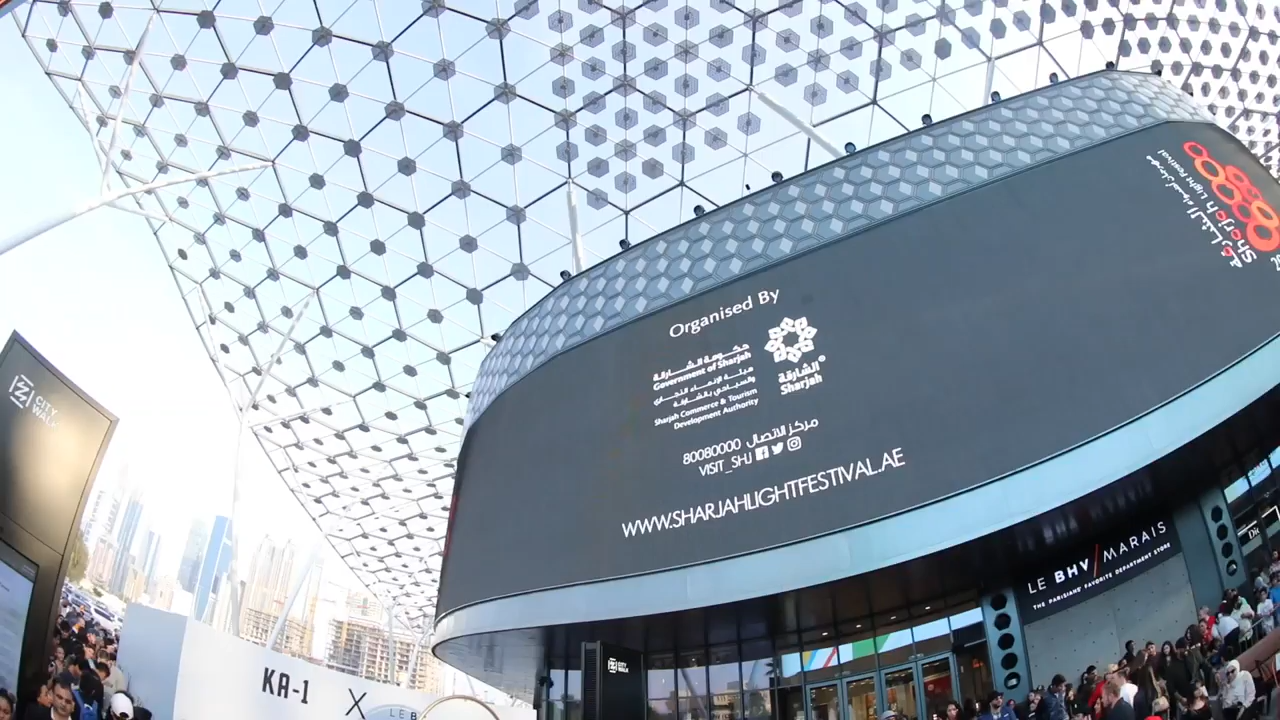 CITY
WALK
Organised By
حكومة الشارقة
Government of Sharjah
هيئة الإنماء التجاري
والسياحي بالشارقة
Sharjah Commerce & Tourism
Development Authority
الشارقة
Sharjah
80080000 مركز الاتصال
VISIT_SHJ
WWW.SHARJAHLIGHTFESTIVAL.AE
Sharjah Light Festival
LE BHV/MARAIS
THE PARISIANS' FAVORITE DEPARTMENT STORE
CITY
WALK
KA-1 X LE B